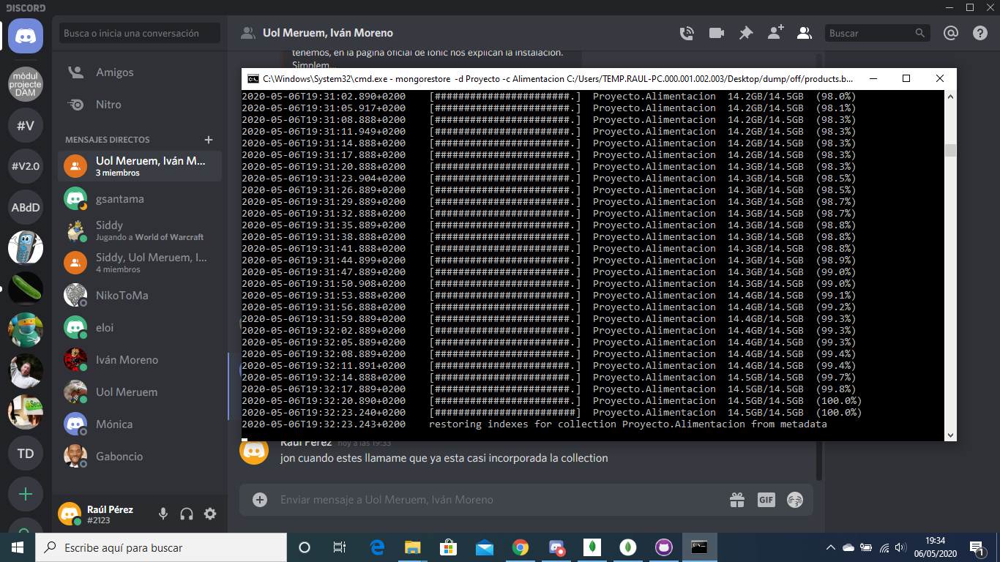 DISCORD
Busca o inicia una conversación
Uol Meruem, Iván Moreno
Buscar
mòdul
projecte
DAM
#V
#V2.0
ABdD
TD
Amigos
Nitro
MENSAJES DIRECTOS
Uol Meruem, Iván M...
3 miembros
gsantama
Siddy
Jugando a World of Warcraft
Siddy, Uol Meruem, I...
4 miembros
NikoToMa
eloi
Iván Moreno
Uol Meruem
Mónica
Gaboncio
Raúl Pérez
#2123
tenemos, en la pagina oficial de Ionic nos explican la instalacion.
Simplem...
C:\Windows\System32\cmd.exe - mongorestore -d Proyecto -c Alimentacion C:/Users/TEMP.RAUL-PC.000.001.002.003/Desktop/dump/off/products.b...
2020-05-06T19:31:02.890+0200 [#######################.] Proyecto.Alimentacion 14.2GB/14.5GB (98.0%)
2020-05-06T19:31:05.917+0200 [#######################.] Proyecto.Alimentacion 14.2GB/14.5GB (98.1%)
2020-05-06T19:31:08.888+0200 [#######################.] Proyecto.Alimentacion 14.2GB/14.5GB (98.3%)
2020-05-06T19:31:11.949+0200 [#######################.] Proyecto.Alimentacion 14.2GB/14.5GB (98.3%)
2020-05-06T19:31:14.888+0200 [#######################.] Proyecto.Alimentacion 14.2GB/14.5GB (98.3%)
2020-05-06T19:31:17.888+0200 [#######################.] Proyecto.Alimentacion 14.2GB/14.5GB (98.3%)
2020-05-06T19:31:20.888+0200 [#######################.] Proyecto.Alimentacion 14.3GB/14.5GB (98.3%)
2020-05-06T19:31:23.904+0200 [#######################.] Proyecto.Alimentacion 14.3GB/14.5GB (98.5%)
2020-05-06T19:31:26.889+0200 [#######################.] Proyecto.Alimentacion 14.3GB/14.5GB (98.5%)
2020-05-06T19:31:29.889+0200 [#######################.] Proyecto.Alimentacion 14.3GB/14.5GB (98.7%)
2020-05-06T19:31:32.888+0200 [#######################.] Proyecto.Alimentacion 14.3GB/14.5GB (98.7%)
2020-05-06T19:31:35.889+0200 [#######################.] Proyecto.Alimentacion 14.3GB/14.5GB (98.8%)
2020-05-06T19:31:38.888+0200 [#######################.] Proyecto.Alimentacion 14.3GB/14.5GB (98.8%)
2020-05-06T19:31:41.888+0200 [#######################.] Proyecto.Alimentacion 14.3GB/14.5GB (98.8%)
2020-05-06T19:31:44.899+0200 [#######################.] Proyecto.Alimentacion 14.3GB/14.5GB (98.9%)
2020-05-06T19:31:47.889+0200 [#######################.] Proyecto.Alimentacion 14.3GB/14.5GB (99.0%)
2020-05-06T19:31:50.908+0200 [#######################.] Proyecto.Alimentacion 14.3GB/14.5GB (99.0%)
2020-05-06T19:31:53.888+0200 [#######################.] Proyecto.Alimentacion 14.4GB/14.5GB (99.1%)
2020-05-06T19:31:56.888+0200 [#######################.] Proyecto.Alimentacion 14.4GB/14.5GB (99.2%)
2020-05-06T19:31:59.889+0200 [#######################.] Proyecto.Alimentacion 14.4GB/14.5GB (99.3%)
2020-05-06T19:32:02.889+0200 [#######################.] Proyecto.Alimentacion 14.4GB/14.5GB (99.3%)
2020-05-06T19:32:05.889+0200 [#######################.] Proyecto.Alimentacion 14.4GB/14.5GB (99.3%)
2020-05-06T19:32:08.889+0200 [#######################.] Proyecto.Alimentacion 14.4GB/14.5GB (99.4%)
2020-05-06T19:32:11.891+0200 [#######################.] Proyecto.Alimentacion 14.4GB/14.5GB (99.4%)
2020-05-06T19:32:14.888+0200 [#######################.] Proyecto.Alimentacion 14.5GB/14.5GB (99.7%)
2020-05-06T19:32:17.889+0200 [#######################.] Proyecto.Alimentacion 14.5GB/14.5GB (99.8%)
2020-05-06T19:32:20.890+0200 [#######################.] Proyecto.Alimentacion 14.5GB/14.5GB (100.0%)
2020-05-06T19:32:23.240+0200 [########################] Proyecto.Alimentacion 14.5GB/14.5GB (100.0%)
2020-05-06T19:32:23.243+0200 restoring indexes for collection Proyecto.Alimentacion from metadata
Raúl Pérez hoy a las 19:33
jon cuando estes llamame que ya esta casi incorporada la collection
Enviar mensaje a Uol Meruem, Iván Moreno
GIF
Escribe aquí para buscar
19:34
06/05/2020
1